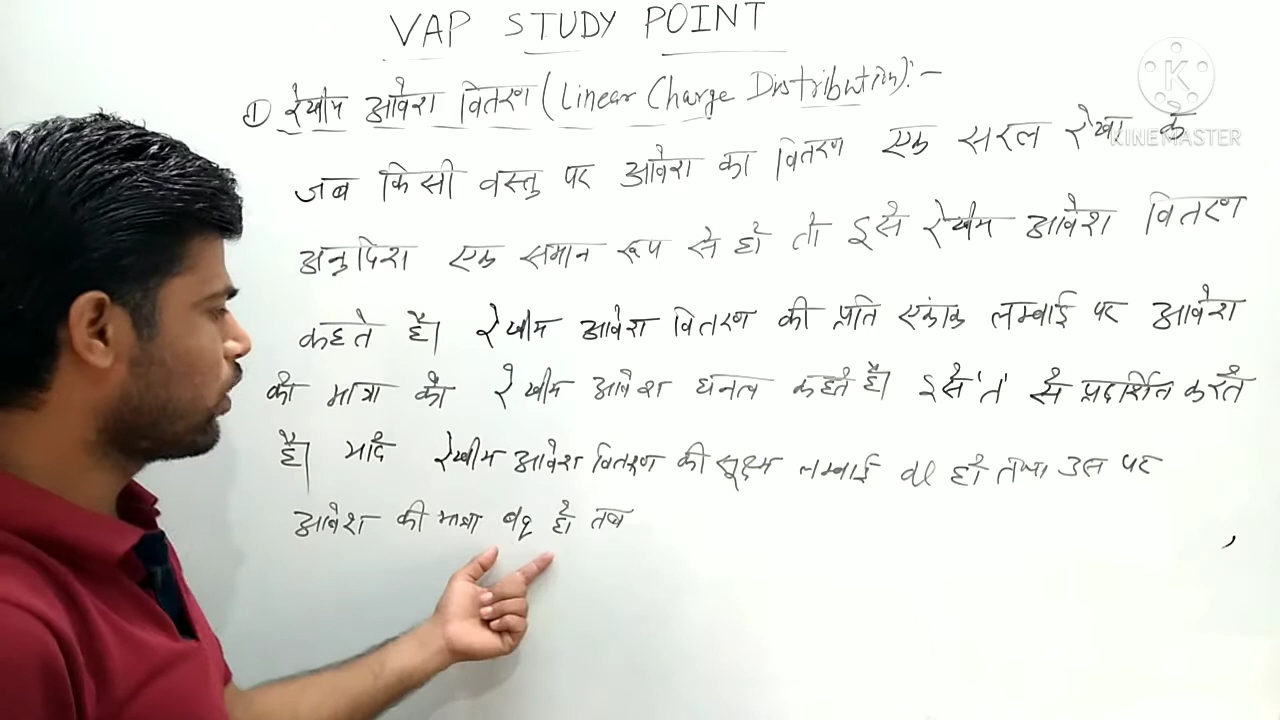 VAP STUDY POINT
① रेखीय आवेश वितरण (Linear Charge Distribution):-
जब किसी वस्तु पर आवेश का वितरण एक सरल रेखा के
अनुदिश एक समान रूप से हो तो इसे रेखीय आवेश वितरण
कहते हैं। रेखीय आवेश वितरण की प्रति एकांक लम्बाई पर आवेश
की मात्रा को रेखीय आवेश घनत्व कहते हैं। इसे 'λ' से प्रदर्शित करते
हैं। यदि रेखीय आवेश वितरण की सूक्ष्म लम्बाई dl हो तथा उस पर
आवेश की मात्रा dq हो तब
K
KINEMASTER